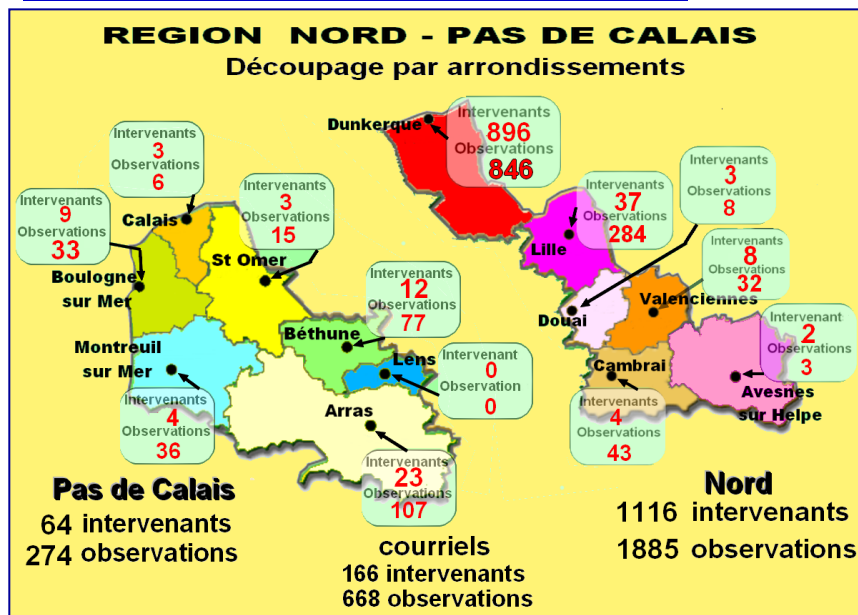 REGION NORD - PAS DE CALAIS
Découpage par arrondissements
Dunkerque
Intervenants
896
Observations
846
Intervenants
3
Observations
6
Calais
Intervenants
9
Observations
33
Boulogne
sur Mer
Intervenants
3
Observations
15
St Omer
Intervenants
37
Observations
284
Lille
Intervenants
3
Observations
8
Douai
Intervenants
8
Observations
32
Valenciennes
Intervenants
12
Observations
77
Béthune
Intervenant
0
Observation
0
Lens
Intervenant
2
Observations
3
Avesnes
sur Helpe
Montreuil
sur Mer
Intervenants
4
Observations
36
Arras
Intervenants
23
Observations
107
Cambrai
Intervenants
4
Observations
43
Pas de Calais
64 intervenants
274 observations
courriels
166 intervenants
668 observations
Nord
1116 intervenants
1885 observations